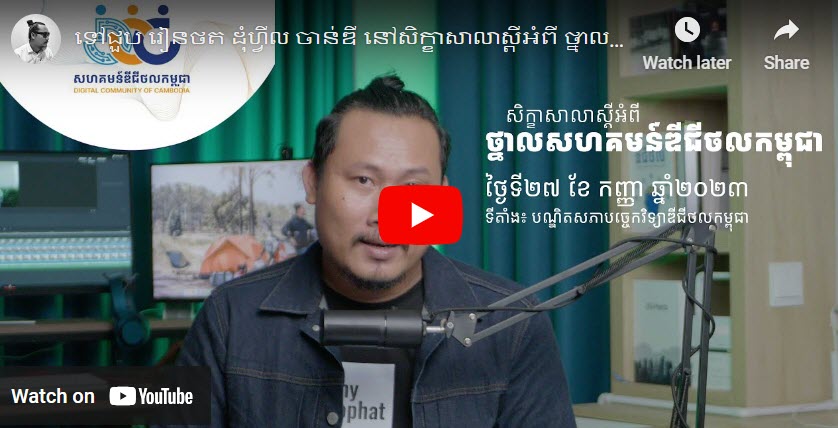 ទៅជួប រៀនថត ដុំហ្វីល ចាន់ឌី នៅសិក្ខាសាលាស្តីអំពី ថ្នាល...
Watch later
Share
សហគមន៍ឌីជីថលកម្ពុជា
DIGITAL COMMUNITY OF CAMBODIA
សិក្ខាសាលាស្តីអំពី
ថ្នាលសហគមន៍ឌីជីថលកម្ពុជា
ថ្ងៃទី២៧ ខែ កញ្ញា ឆ្នាំ២០២៣
ទីតាំង៖ បណ្ឌិតសភាបច្ចេកវិទ្យាឌីជីថលកម្ពុជា
Watch on YouTube